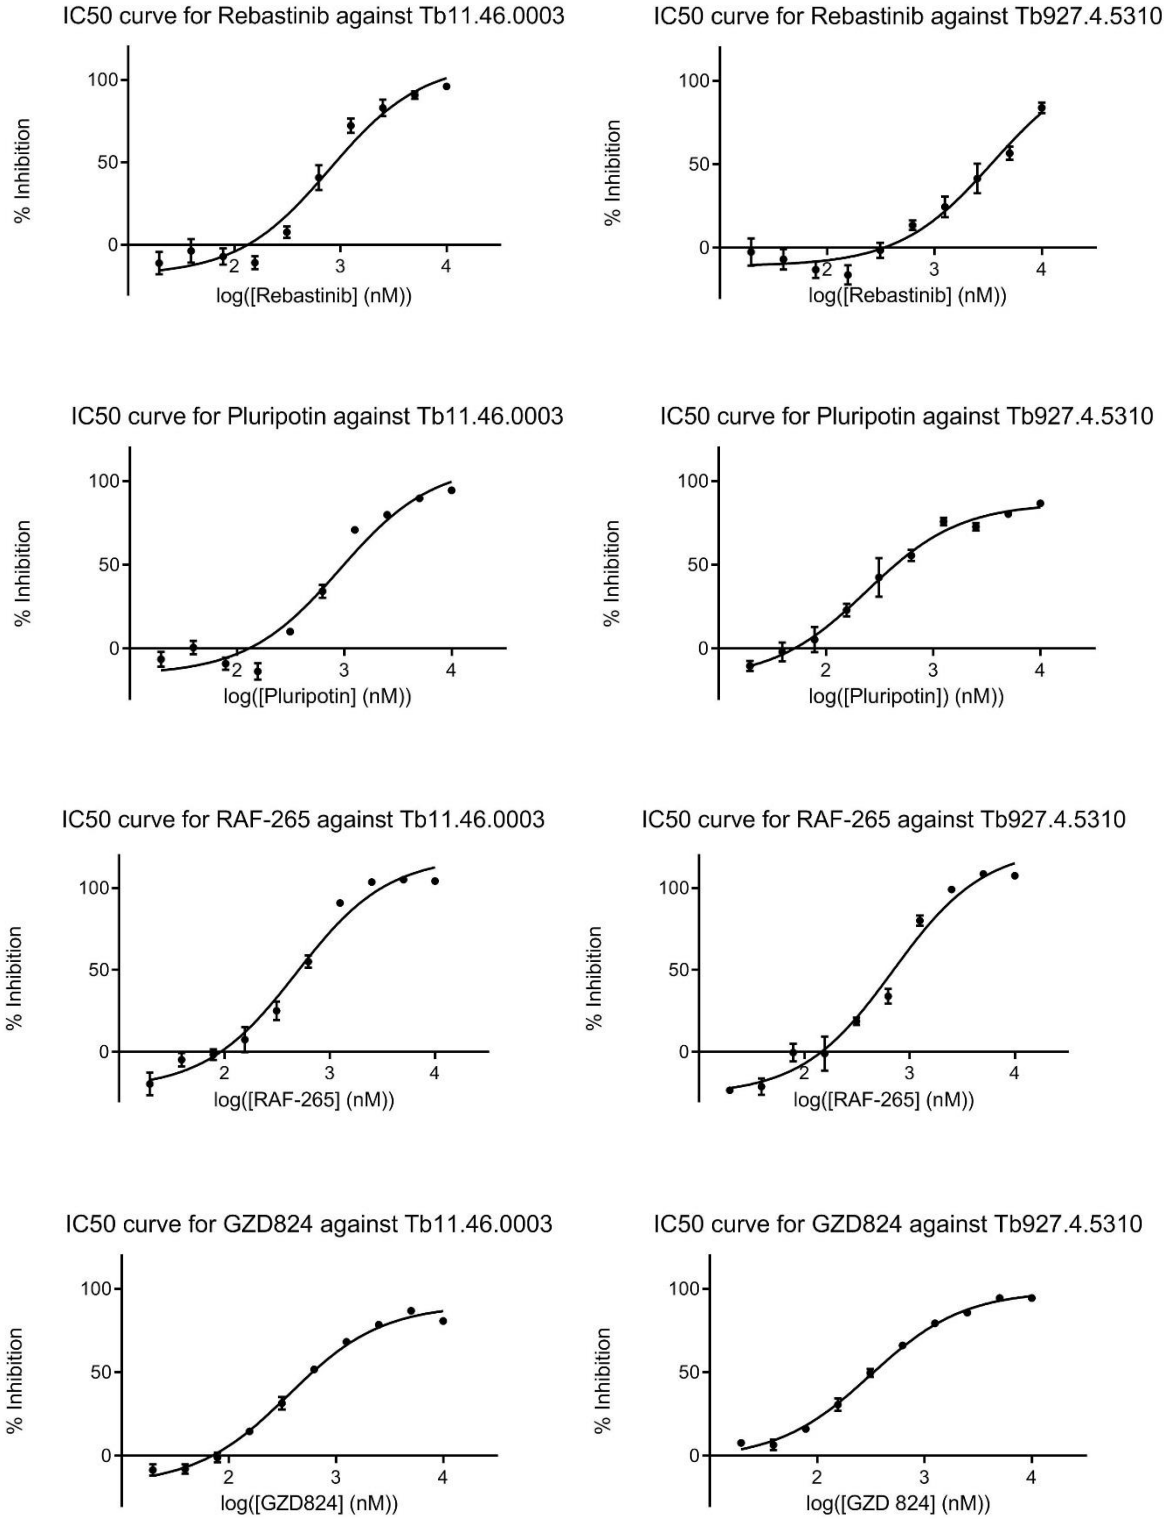 IC50 curve for Rebastinib against Tb11.46.0003
100
50
0
2
3
4
% Inhibition
log([Rebastinib] (nM))
IC50 curve for Rebastinib against Tb927.4.5310
100
50
0
2
3
4
% Inhibition
log([Rebastinib] (nM))
IC50 curve for Pluripotin against Tb11.46.0003
100
50
0
2
3
4
% Inhibition
log([Pluripotin] (nM))
IC50 curve for Pluripotin against Tb927.4.5310
100
50
0
2
3
4
% Inhibition
log([Pluripotin]) (nM))
IC50 curve for RAF-265 against Tb11.46.0003
100
50
0
2
3
4
% Inhibition
log([RAF-265] (nM))
IC50 curve for RAF-265 against Tb927.4.5310
100
50
0
2
3
4
% Inhibition
log([RAF-265] (nM))
IC50 curve for GZD824 against Tb11.46.0003
100
50
0
2
3
4
% Inhibition
log([GZD824] (nM))
IC50 curve for GZD824 against Tb927.4.5310
100
50
0
2
3
4
% Inhibition
log([GZD 824] (nM))